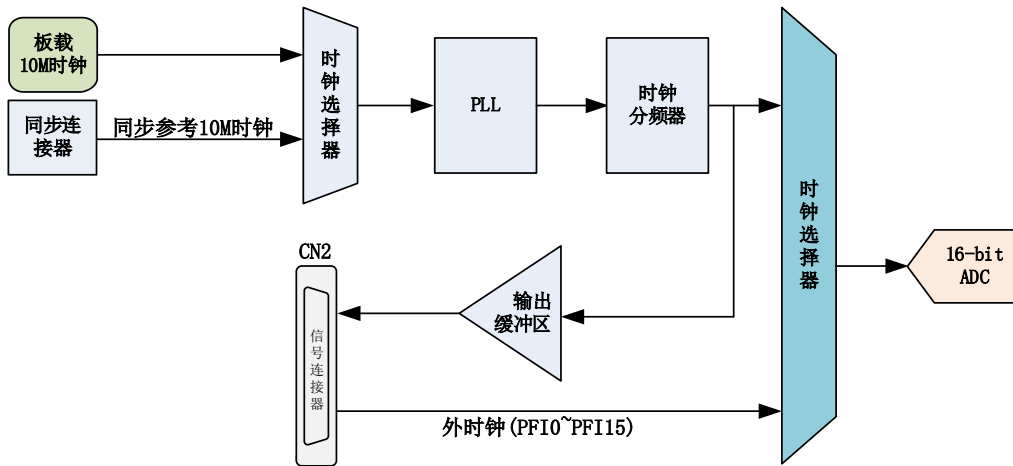 板载
10M时钟
同步连
接器
同步参考10M时钟
时钟选择器
PLL
时钟
分频器
时钟选择器
16-bit
ADC
CN2
信号连接器
输出
缓冲区
外时钟(PFI0~PFI15)